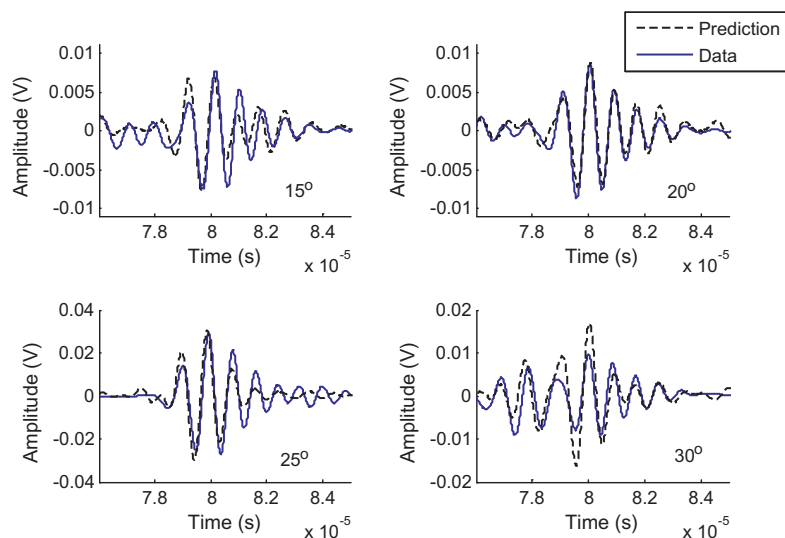 Prediction
Data
0.01
0.005
0
-0.005
-0.01
Amplitude (V)
15o
7.8 8 8.2 8.4
Time (s)
x 10-5
0.01
0.005
0
-0.005
-0.01
Amplitude (V)
20o
7.8 8 8.2 8.4
Time (s)
x 10-5
0.04
0.02
0
-0.02
-0.04
Amplitude (V)
25o
7.8 8 8.2 8.4
Time (s)
x 10-5
0.02
0.01
0
-0.01
-0.02
Amplitude (V)
30o
7.8 8 8.2 8.4
Time (s)
x 10-5